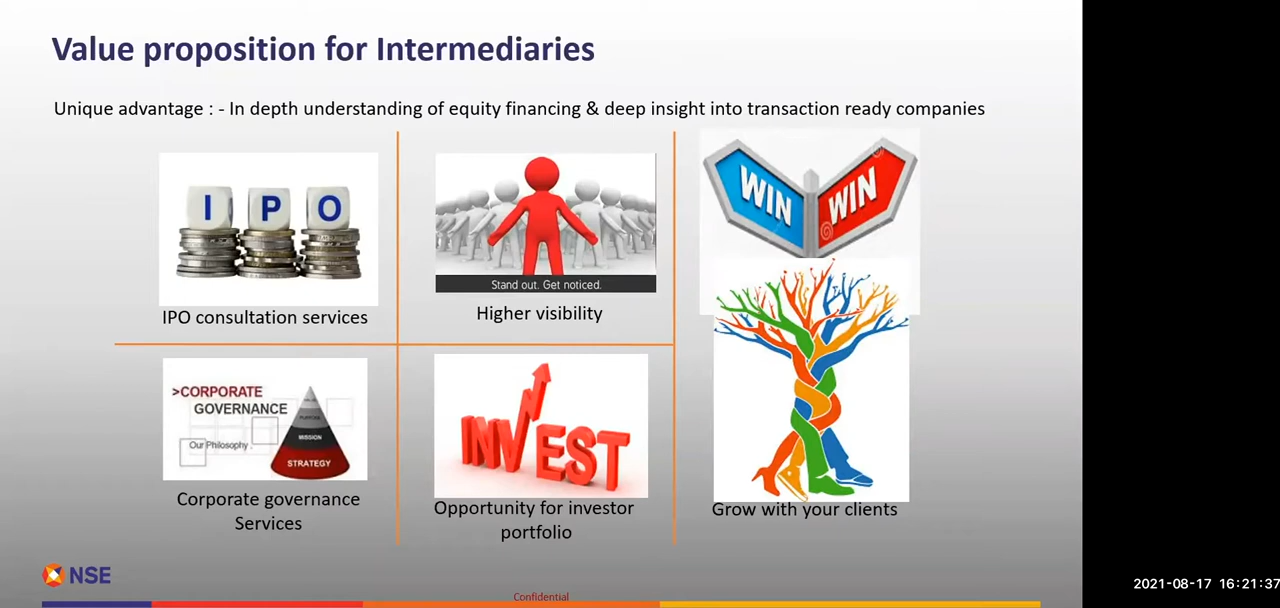 Value proposition for Intermediaries
Unique advantage : - In depth understanding of equity financing & deep insight into transaction ready companies
I P O
IPO consultation services
Stand out. Get noticed.
Higher visibility
WIN WIN
>CORPORATE
GOVERNANCE
Our Philosophy
MISSION
STRATEGY
Corporate governance
Services
INVEST
Opportunity for investor
portfolio
Grow with your clients
NSE
Confidential
2021-08-17 16:21:37